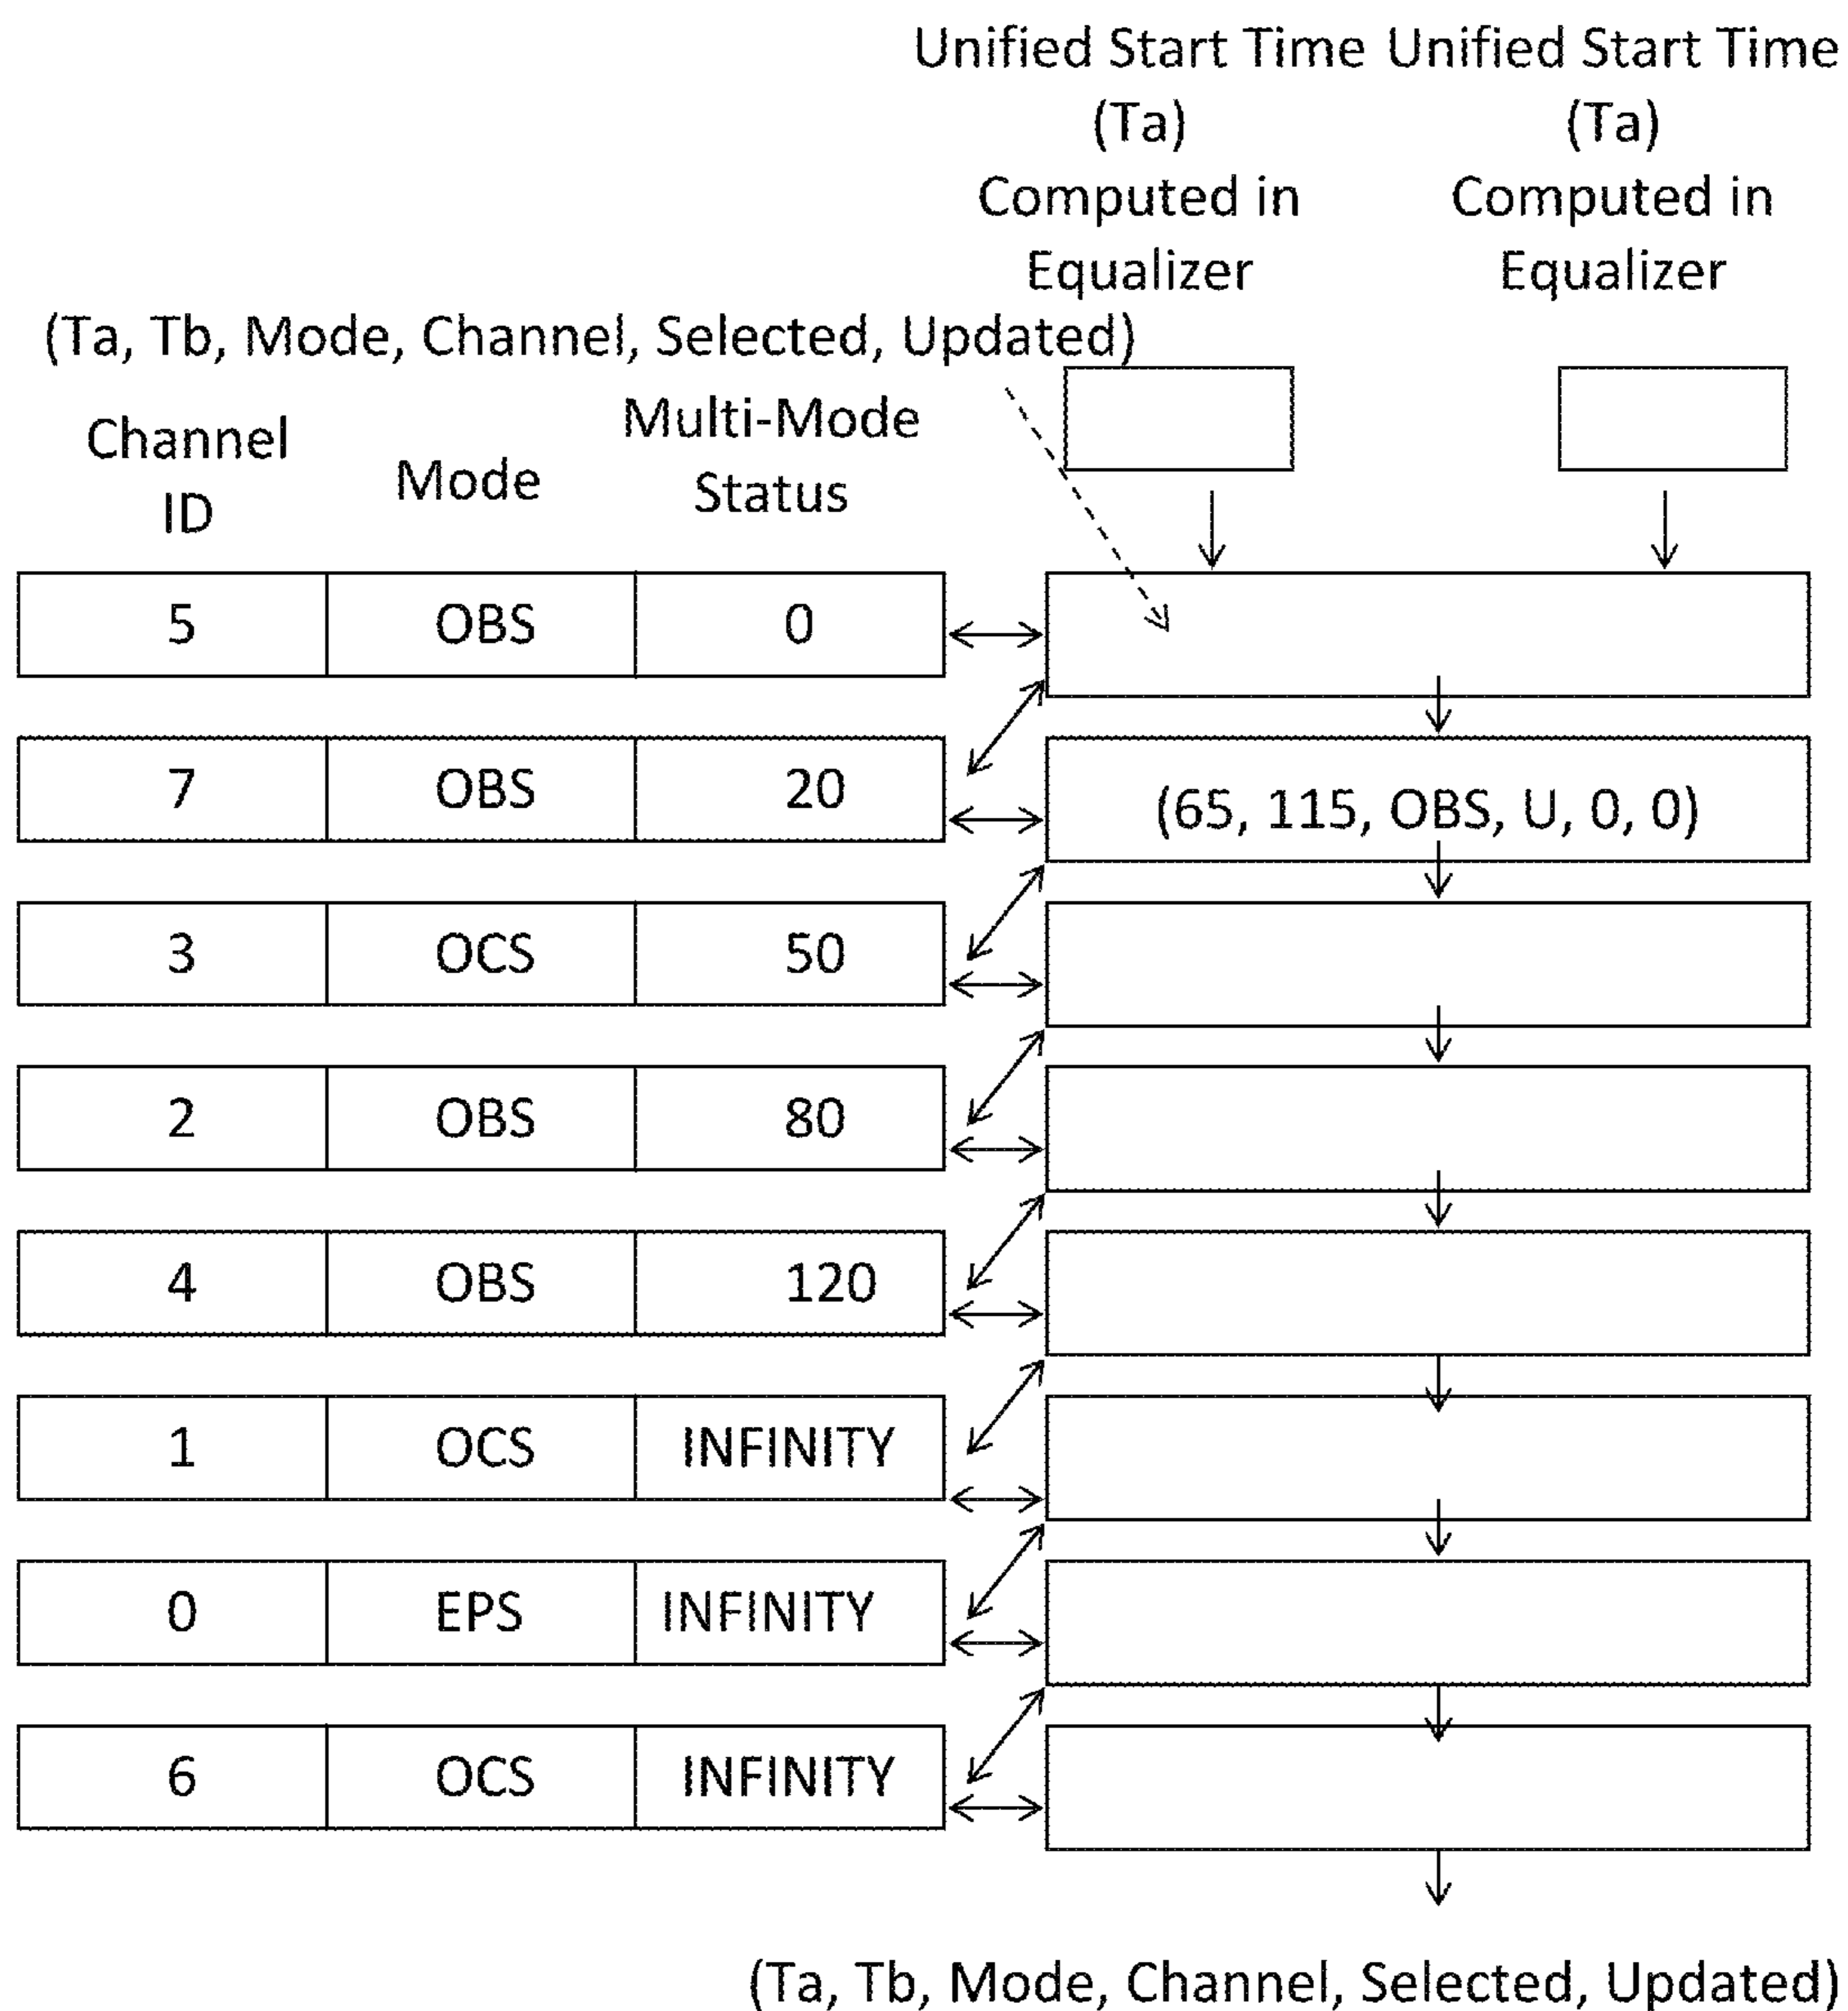 Unified Start Time Unified Start Time
(Ta) (Ta)
Computed in Computed in
Equalizer Equalizer
(Ta, Tb, Mode, Channel, Selected, Updated)
Channel ID Mode Multi-Mode Status
5 OBS 0
7 OBS 20 (65, 115, OBS, U, 0, 0)
3 OCS 50
2 OBS 80
4 OBS 120
1 OCS INFINITY
0 EPS INFINITY
6 OCS INFINITY
(Ta, Tb, Mode, Channel, Selected, Updated)